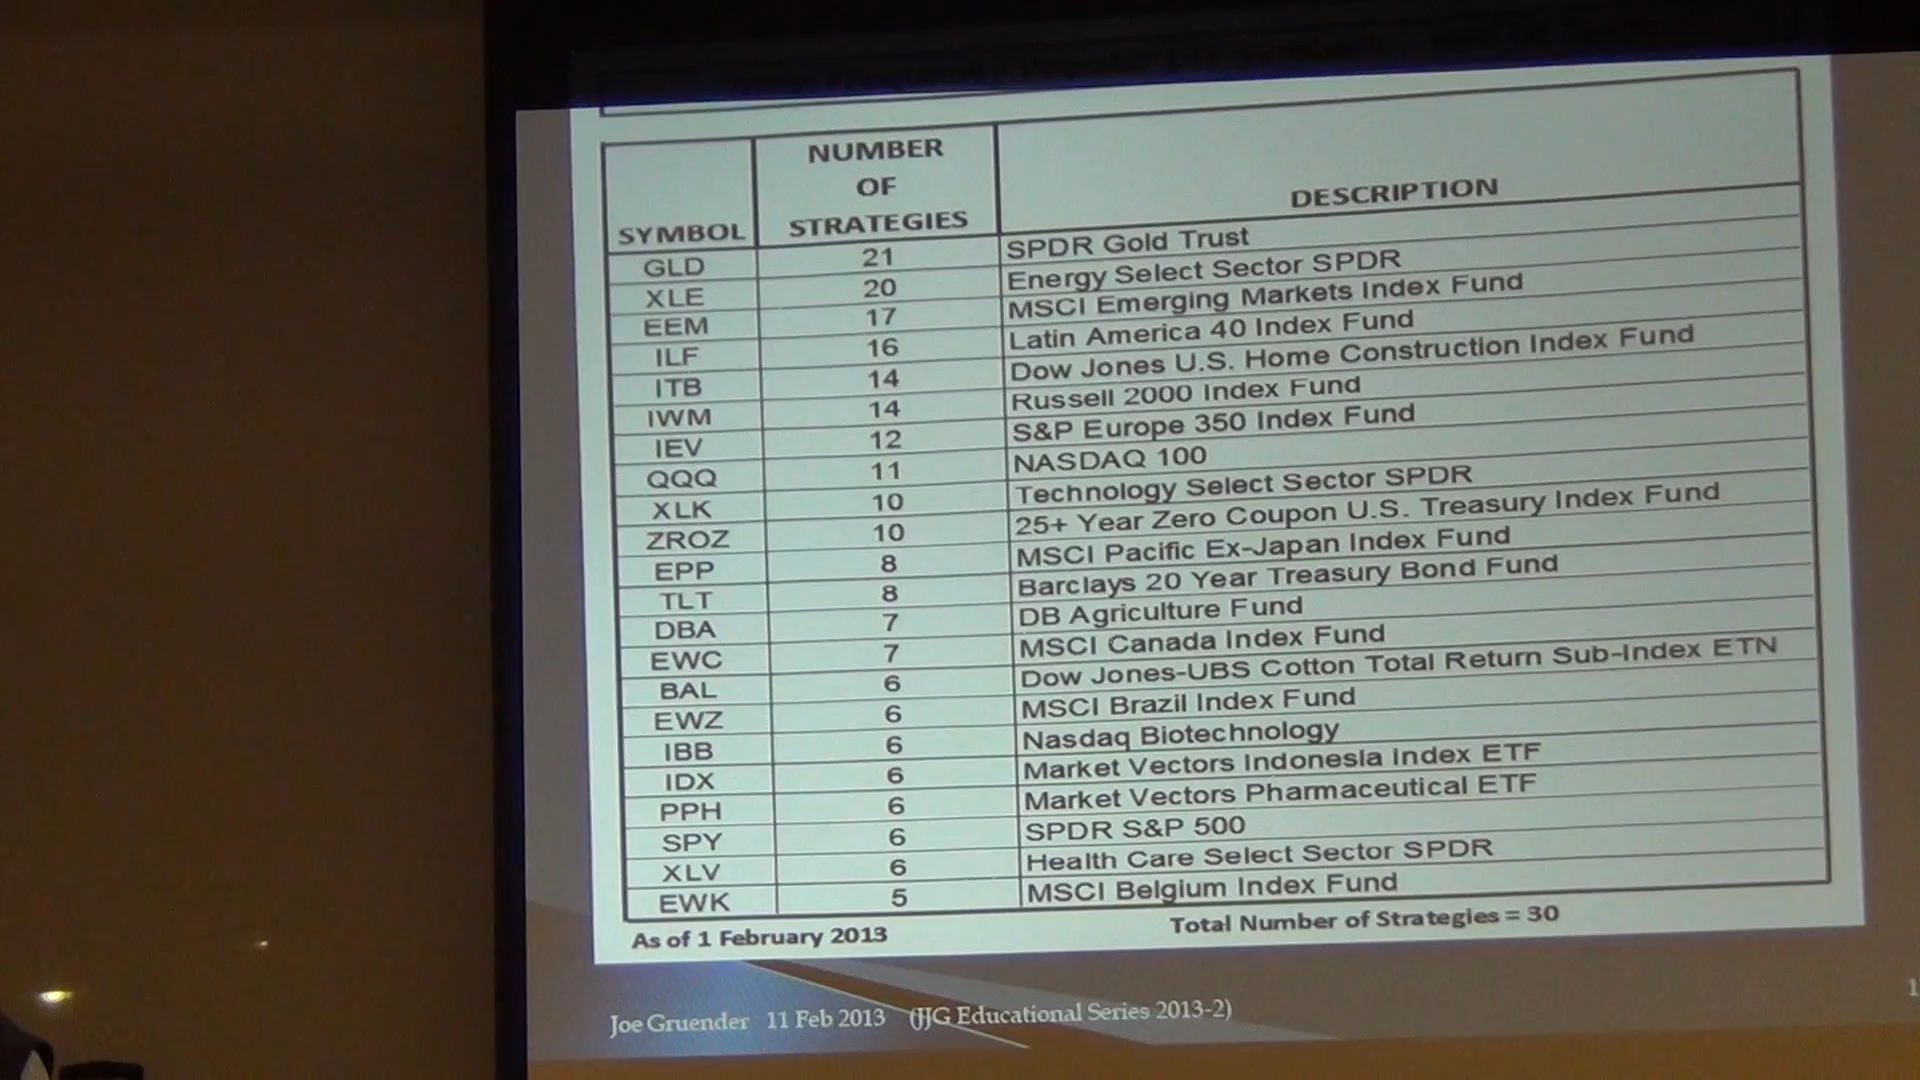 SYMBOL NUMBER OF STRATEGIES DESCRIPTION
GLD 21 SPDR Gold Trust
XLE 20 Energy Select Sector SPDR
EEM 17 MSCI Emerging Markets Index Fund
ILF 16 Latin America 40 Index Fund
ITB 14 Dow Jones U.S. Home Construction Index Fund
IWM 14 Russell 2000 Index Fund
IEV 12 S&P Europe 350 Index Fund
QQQ 11 NASDAQ 100
XLK 10 Technology Select Sector SPDR
ZROZ 10 25+ Year Zero Coupon U.S. Treasury Index Fund
EPP 8 MSCI Pacific Ex-Japan Index Fund
TLT 8 Barclays 20 Year Treasury Bond Fund
DBA 7 DB Agriculture Fund
EWC 7 MSCI Canada Index Fund
BAL 6 Dow Jones-UBS Cotton Total Return Sub-Index ETN
EWZ 6 MSCI Brazil Index Fund
IBB 6 Nasdaq Biotechnology
IDX 6 Market Vectors Indonesia Index ETF
PPH 6 Market Vectors Pharmaceutical ETF
SPY 6 SPDR S&P 500
XLV 6 Health Care Select Sector SPDR
EWK 5 MSCI Belgium Index Fund
As of 1 February 2013 Total Number of Strategies = 30
Joe Gruender 11 Feb 2013 (JJG Educational Series 2013-2)